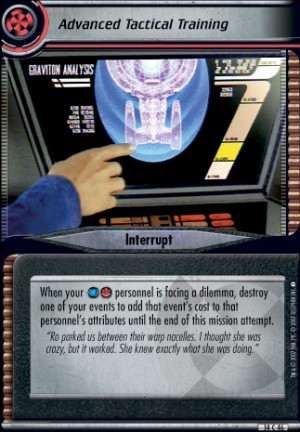 Advanced Tactical Training
GRAVITON ANALYSIS
Interrupt
When your personnel is facing a dilemma, destroy
one of your events to add that event's cost to that
personnel's attributes until the end of this mission attempt.
"Ro parked us between their warp nacelles. I thought she was
crazy, but it worked. She knew exactly what she was doing."
14 C 46